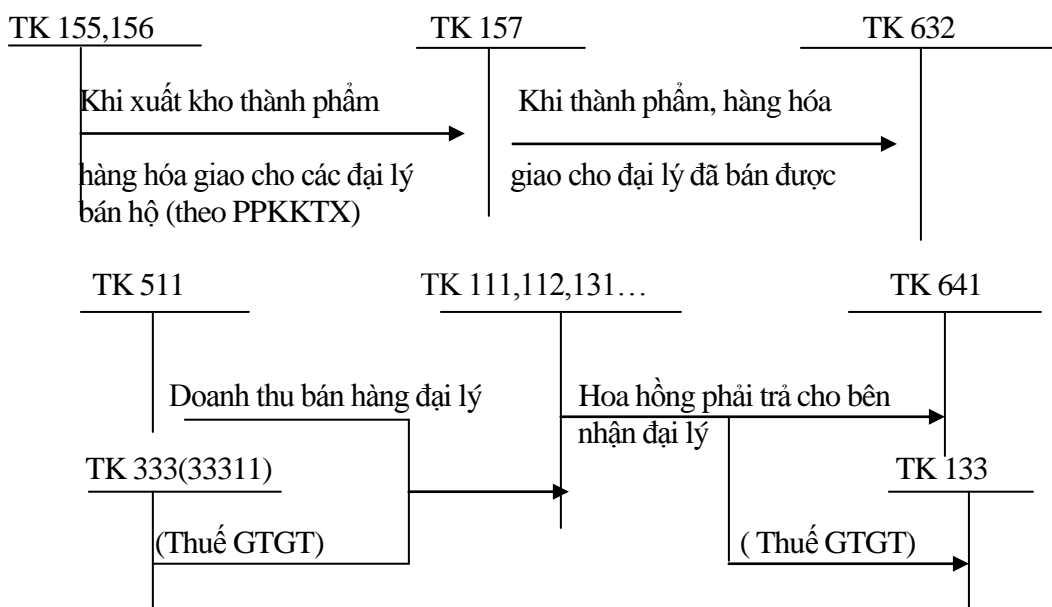 TK 155,156
TK 157
TK 632
Khi xuất kho thành phẩm
hàng hóa giao cho các đại lý
bán hộ (theo PPKKTX)
Khi thành phẩm, hàng hóa
giao cho đại lý đã bán được
TK 511
TK 111,112,131…
TK 641
Doanh thu bán hàng đại lý
Hoa hồng phải trả cho bên
nhận đại lý
TK 333(33311)
TK 133
(Thuế GTGT)
( Thuế GTGT)